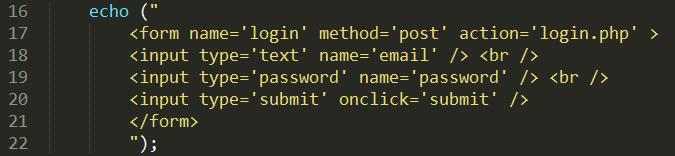 16 echo ("
17 <form name='login' method='post' action='login.php' >
18 <input type='text' name='email' /> <br />
19 <input type='password' name='password' /> <br />
20 <input type='submit' onclick='submit' />
21 </form>
22 ");